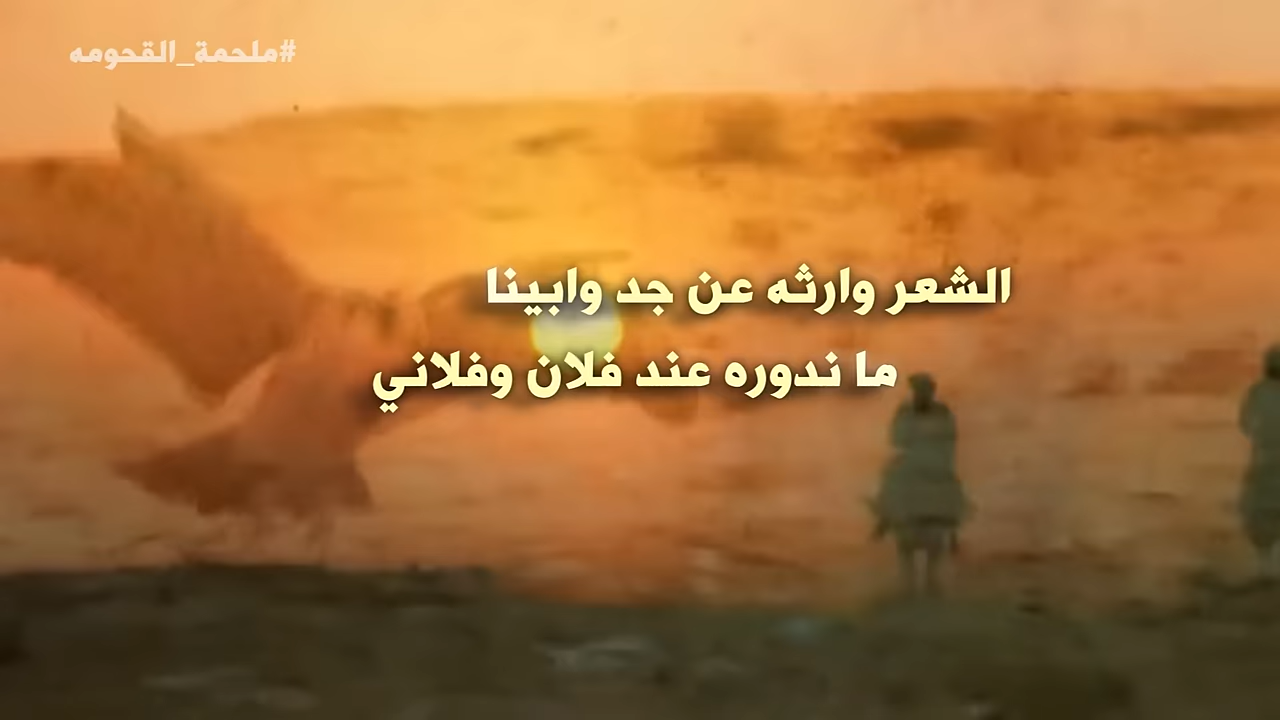 #ملحمة_القحومه
الشعر وارثه عن جد وابينا
ما ندوره عند فلان وفلاني